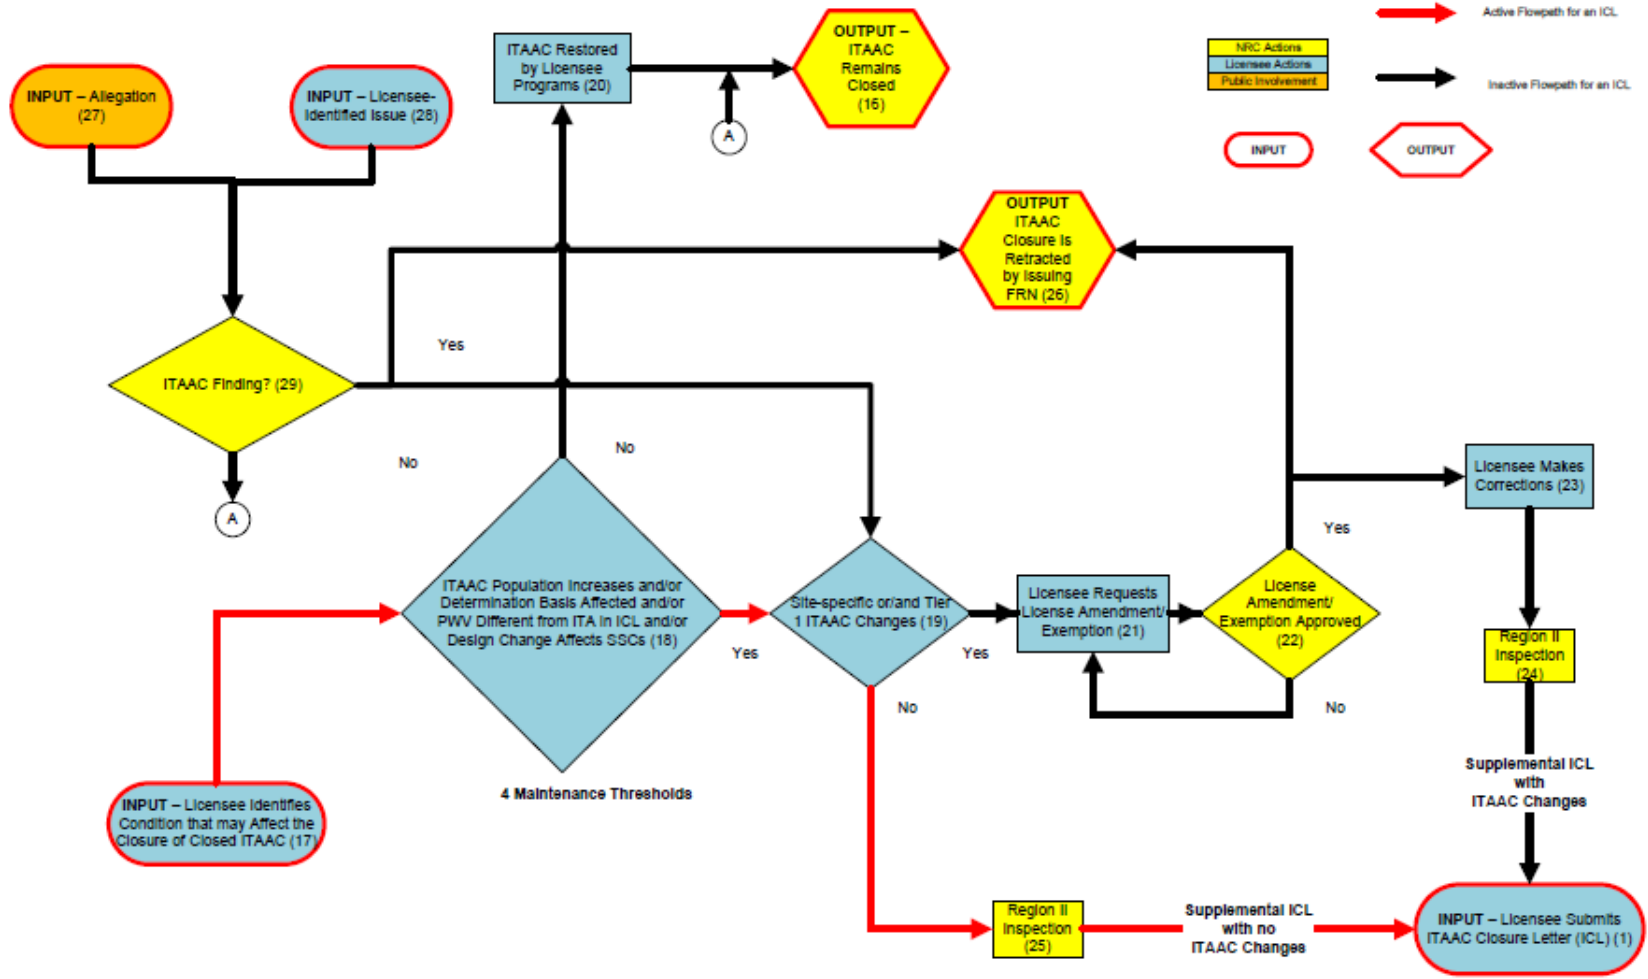 Active Flowpath for an ICL
NRC Actions
Licensee Actions
Public Involvement
Inactive Flowpath for an ICL
INPUT
OUTPUT
INPUT – Allegation
(27)
INPUT – Licensee-
Identified Issue (28)
ITAAC Restored
by Licensee
Programs (20)
OUTPUT –
ITAAC
Remains
Closed
(16)
A
OUTPUT
ITAAC
Closure is
Retracted
by Issuing
FRN (26)
Yes
ITAAC Finding? (29)
No
No
A
ITAAC Population Increases and/or
Determination Basis Affected and/or
PWV Different from ITA in ICL and/or
Design Change Affects SSCs (18)
Yes
4 Maintenance Thresholds
Site-specific or/and Tier
1 ITAAC Changes (19)
Yes
No
Licensee Requests
License Amendment/
Exemption (21)
License
Amendment/
Exemption Approved
(22)
Yes
No
Licensee Makes
Corrections (23)
Region II
Inspection
(24)
Supplemental ICL
with
ITAAC Changes
INPUT – Licensee Identifies
Condition that may Affect the
Closure of Closed ITAAC (17)
Region II
Inspection
(25)
Supplemental ICL
with no
ITAAC Changes
INPUT – Licensee Submits
ITAAC Closure Letter (ICL) (1)